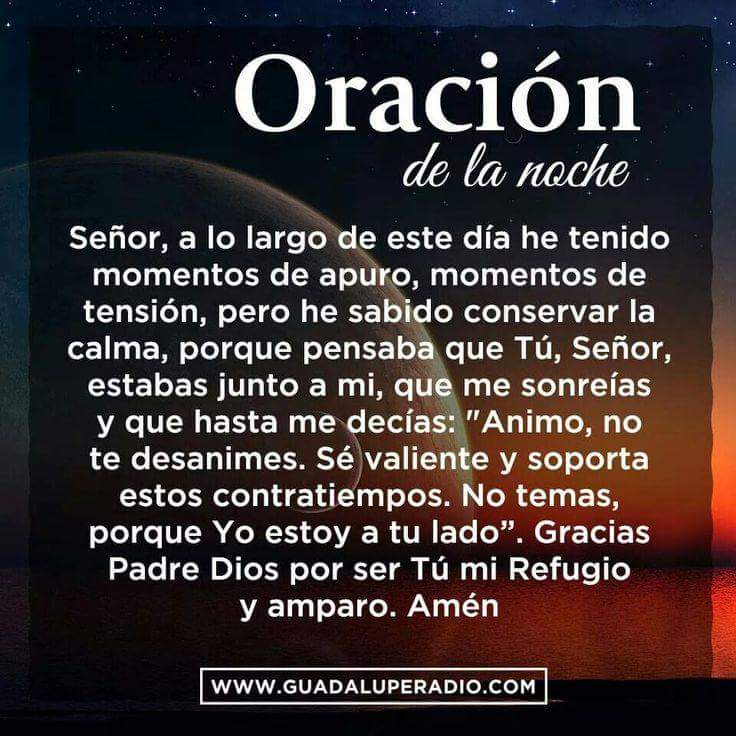 Oración
de la noche
Señor, a lo largo de este día he tenido
momentos de apuro, momentos de
tensión, pero he sabido conservar la
calma, porque pensaba que Tú, Señor,
estabas junto a mi, que me sonreías
y que hasta me decías: "Animo, no
te desanimes. Sé valiente y soporta
estos contratiempos. No temas,
porque Yo estoy a tu lado”. Gracias
Padre Dios por ser Tú mi Refugio
y amparo. Amén
WWW.GUADALUPERADIO.COM